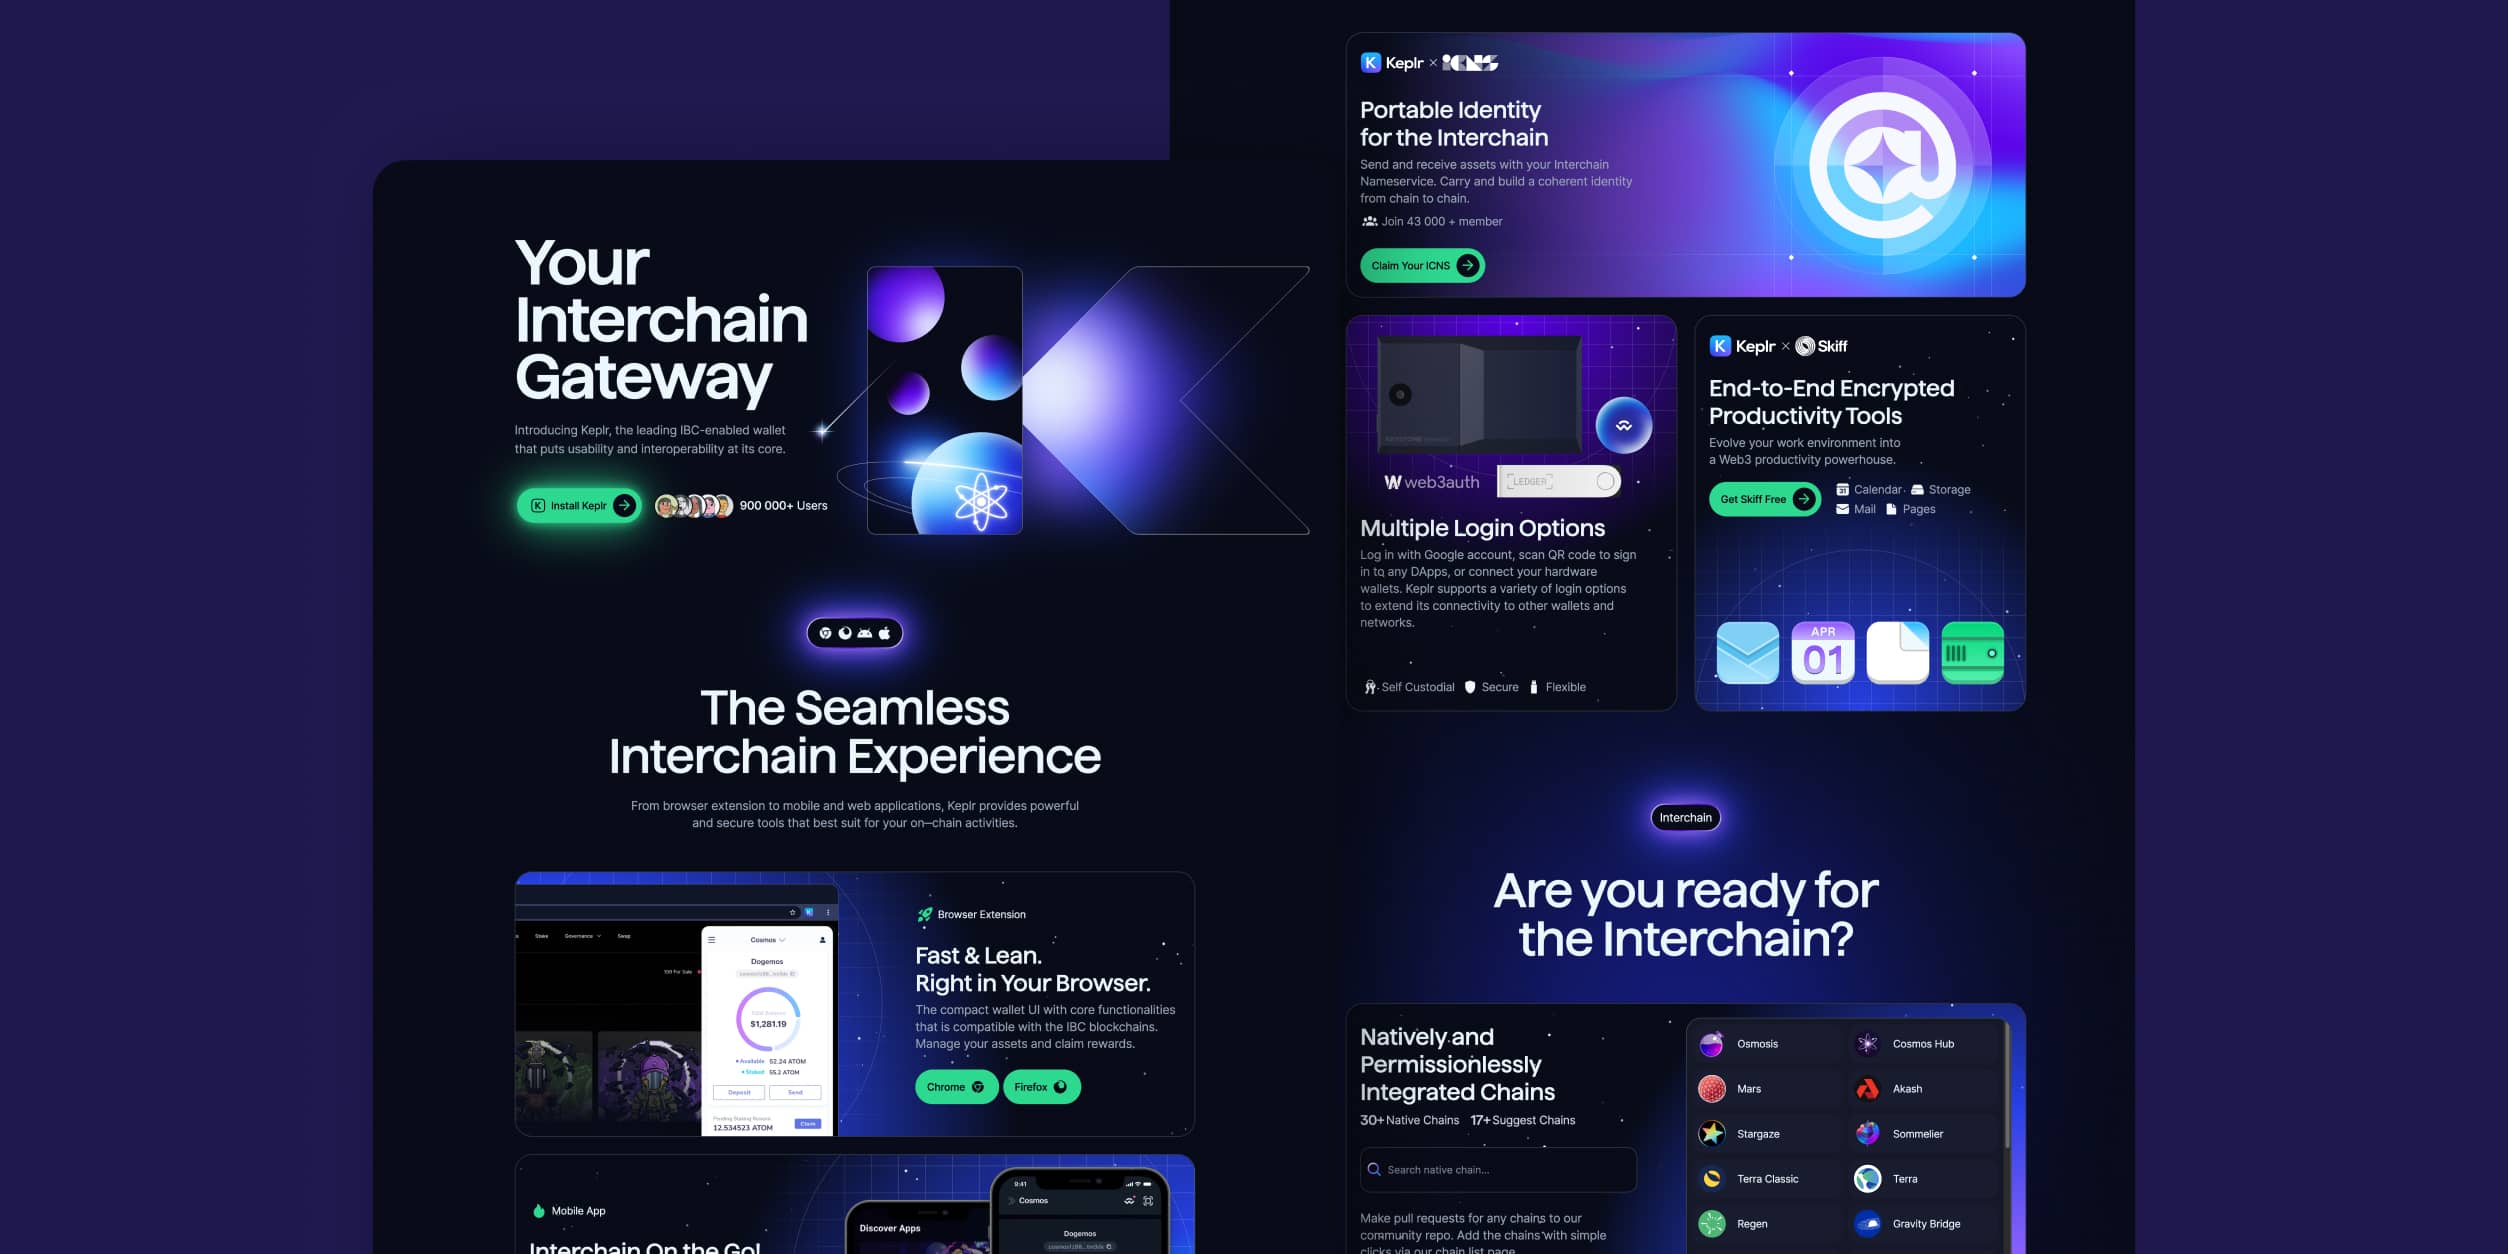 Your
Interchain
Gateway
Introducing Keplr, the leading IBC-enabled wallet
that puts usability and interoperability at its core.
Install Keplr
900 000+ Users
The Seamless
Interchain Experience
From browser extension to mobile and web applications, Keplr provides powerful
and secure tools that best suit for your on—chain activities.
Stake
Governance
Swap
Cosmos
Dogemos
$1,281.19
Available 52.24 ATOM
Staked 55.2 ATOM
Deposit
Send
Pending Staking Reward
12.534523 ATOM
Claim
Browser Extension
Fast & Lean.
Right in Your Browser.
The compact wallet UI with core functionalities
that is compatible with the IBC blockchains.
Manage your assets and claim rewards.
Chrome
Firefox
Mobile App
Interchain On the Go!
Discover Apps
9:41
Cosmos
Dogemos
Keplr × ICNS
Portable Identity
for the Interchain
Send and receive assets with your Interchain
Nameservice. Carry and build a coherent identity
from chain to chain.
Join 43 000 + member
Claim Your ICNS
KEYSTONE
web3auth
LEDGER
Multiple Login Options
Log in with Google account, scan QR code to sign
in to any DApps, or connect your hardware
wallets. Keplr supports a variety of login options
to extend its connectivity to other wallets and
networks.
Self Custodial
Secure
Flexible
Keplr × Skiff
End-to-End Encrypted
Productivity Tools
Evolve your work environment into
a Web3 productivity powerhouse.
Get Skiff Free
Calendar
Storage
Mail
Pages
APR
01
Interchain
Are you ready for
the Interchain?
Natively and
Permissionlessly
Integrated Chains
30+ Native Chains 17+ Suggest Chains
Search native chain...
Make pull requests for any chains to our
community repo. Add the chains with simple
clicks via our chain list page
Osmosis
Cosmos Hub
Mars
Akash
Stargaze
Sommelier
Terra Classic
Terra
Regen
Gravity Bridge